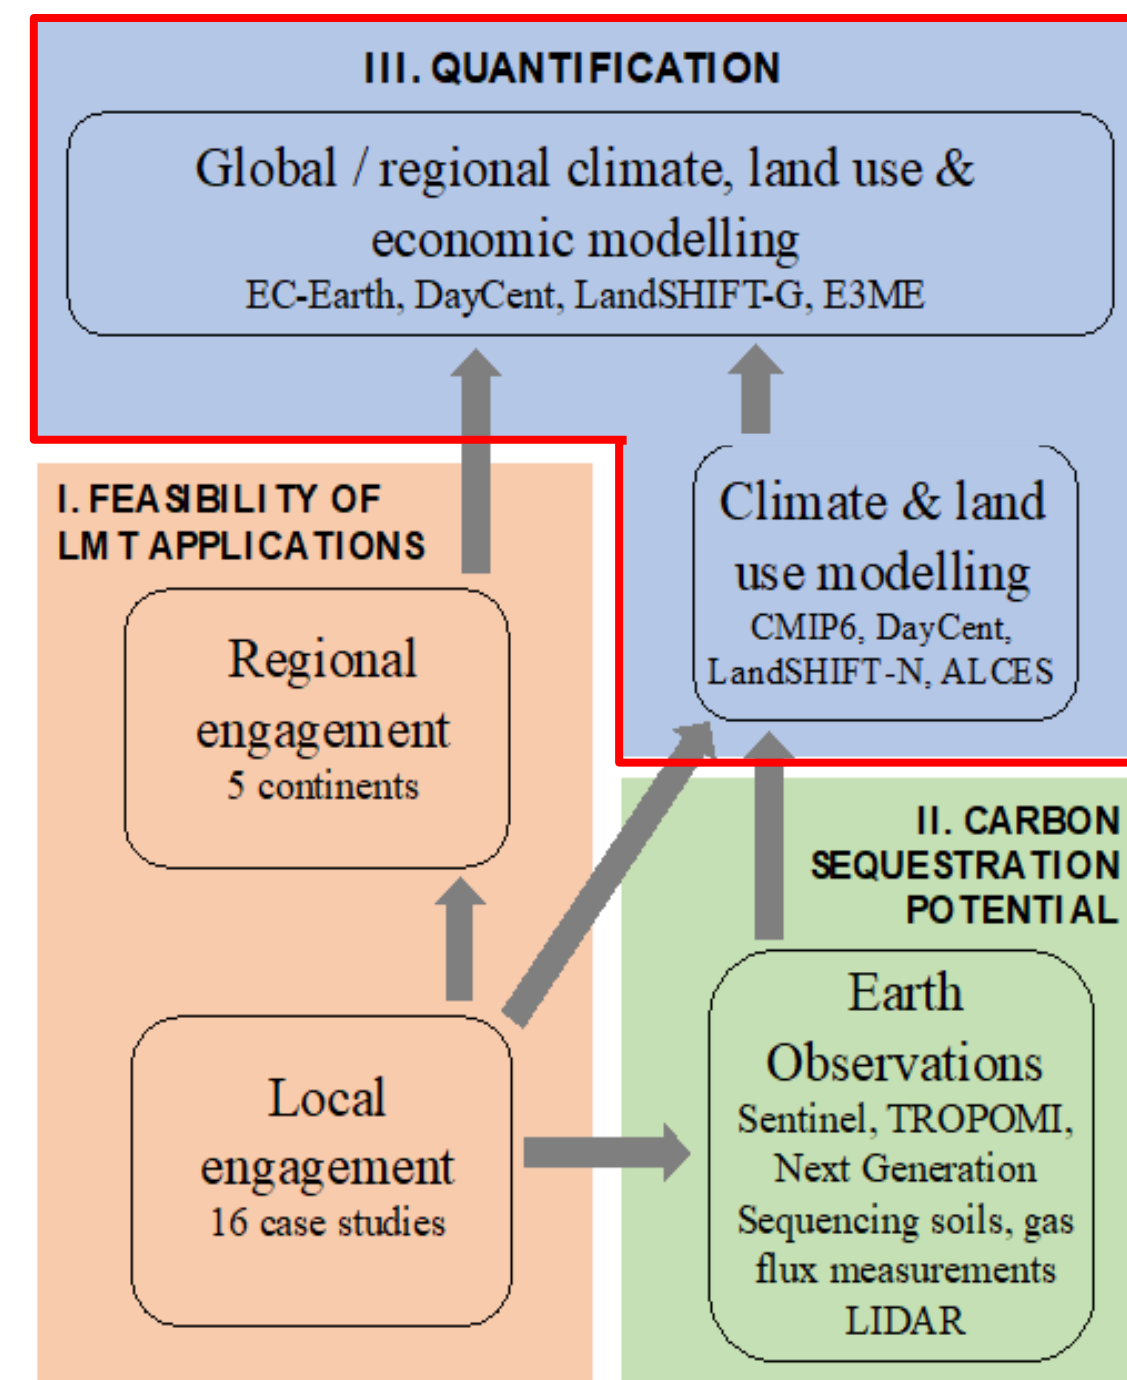 III. QUANTIFICATION
Global / regional climate, land use &
economic modelling
EC-Earth, DayCent, LandSHIFT-G, E3ME
Climate & land
use modelling
CMIP6, DayCent,
LandSHIFT-N, ALCES
I. FEASIBILITY OF
LMT APPLICATIONS
Regional
engagement
5 continents
Local
engagement
16 case studies
II. CARBON
SEQUESTRATION
POTENTIAL
Earth
Observations
Sentinel, TROPOMI,
Next Generation
Sequencing soils, gas
flux measurements
LIDAR